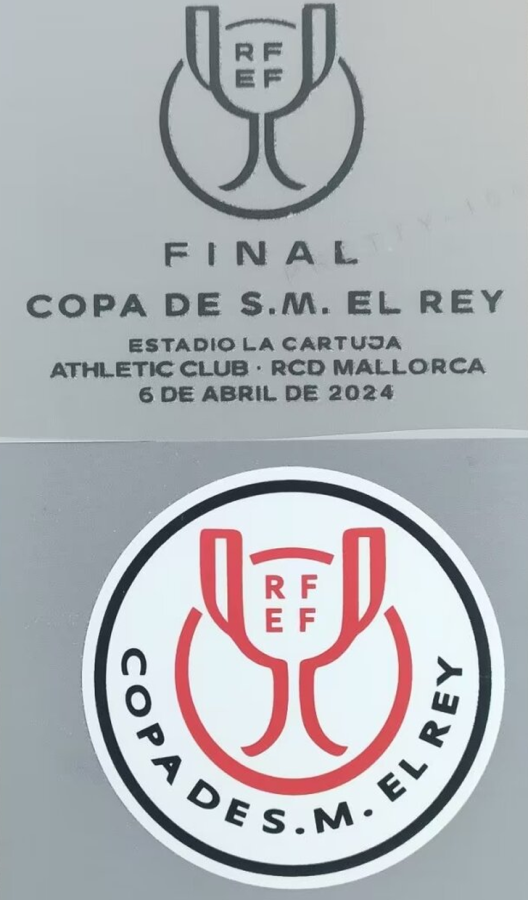 RF
EF
FINAL
COPA DE S.M. EL REY
ESTADIO LA CARTUJA
ATHLETIC CLUB · RCD MALLORCA
6 DE ABRIL DE 2024
RF
EF
COPA DE S.M. EL REY